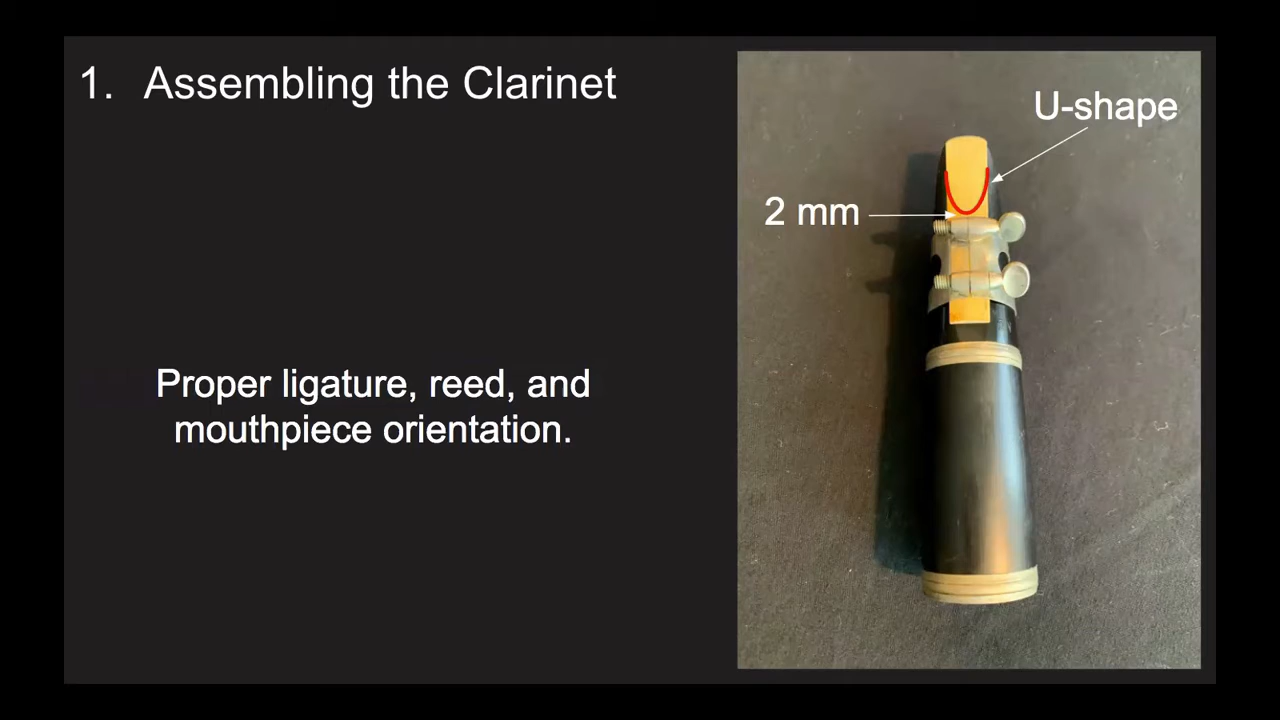 1. Assembling the Clarinet
U-shape
2 mm
Proper ligature, reed, and
mouthpiece orientation.